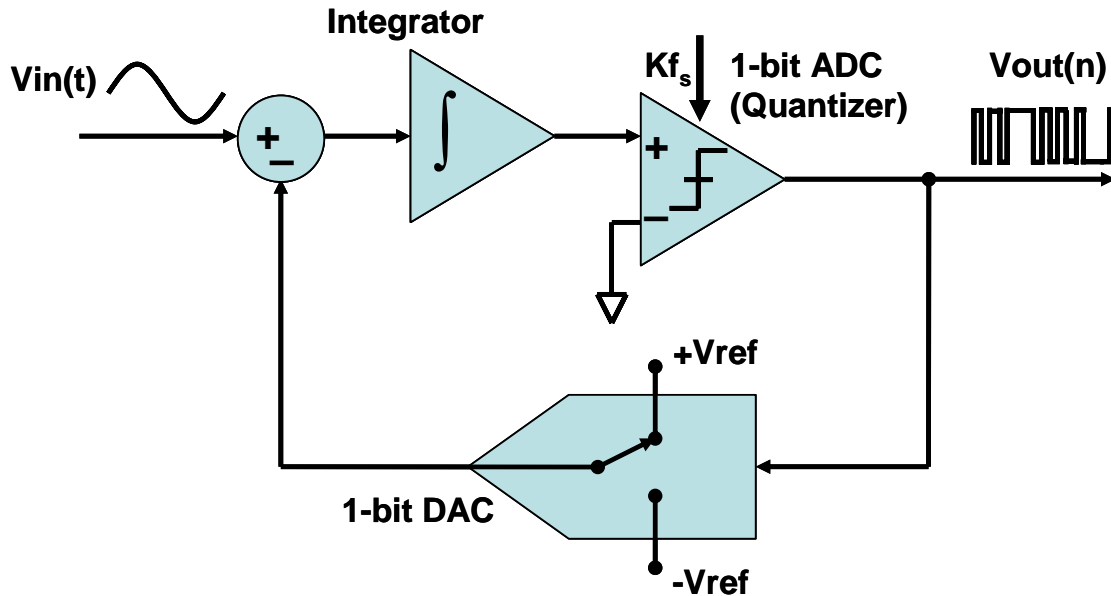 Integrator
Vin(t)
Kfs
1-bit ADC
(Quantizer)
Vout(n)
+
−
∫
+
−
+Vref
1-bit DAC
-Vref